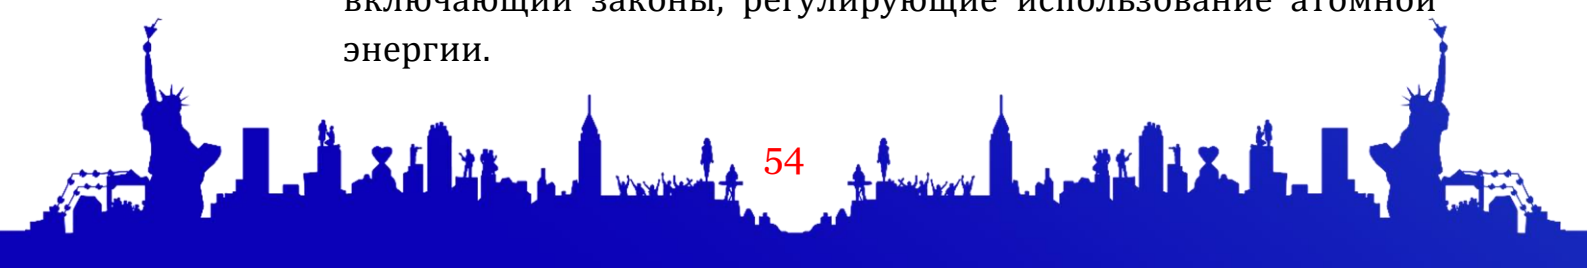 включающий законы, регулирующие использование атомной
энергии.
54